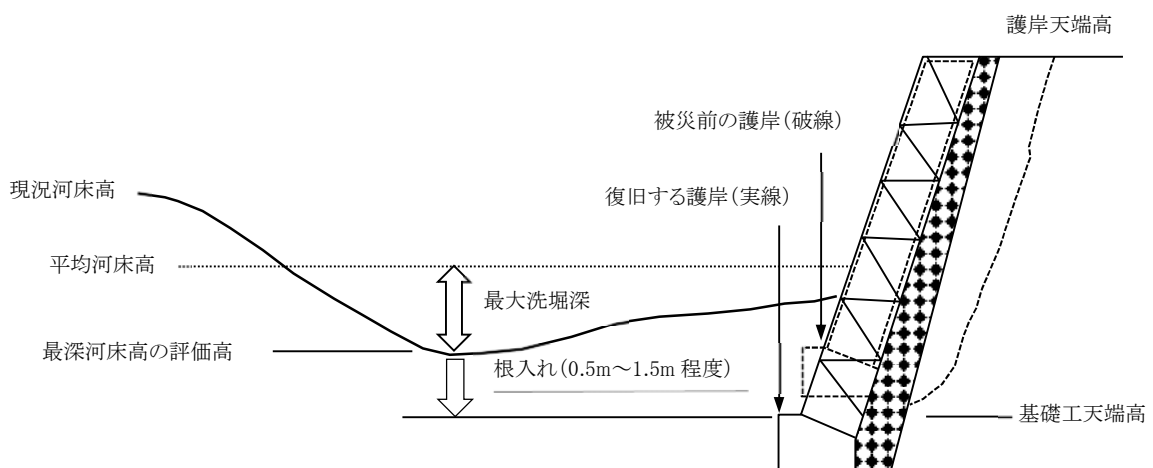 護岸天端高
被災前の護岸(破線)
現況河床高
復旧する護岸(実線)
平均河床高
最大洗堀深
最深河床高の評価高
根入れ(0.5m～1.5m 程度)
基礎工天端高